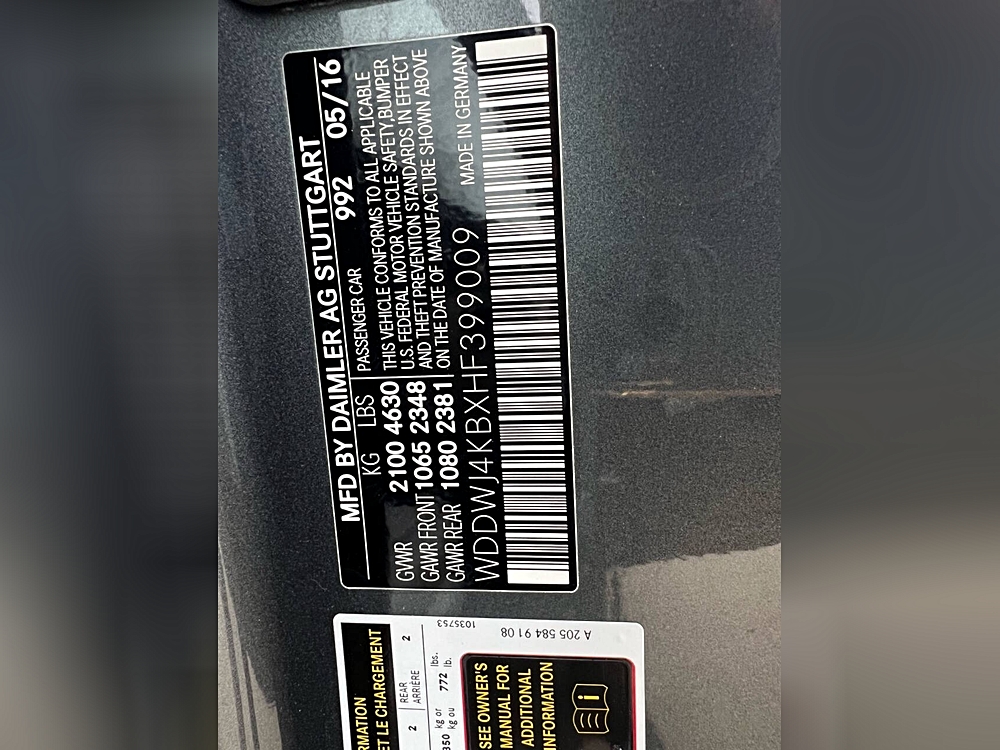 MFD BY DAIMLER AG STUTTGART
KG LBS 992 05/16
PASSENGER CAR
GVWR 2100 4630
GAWR FRONT 1065 2348
GAWR REAR 1080 2381
THIS VEHICLE CONFORMS TO ALL APPLICABLE
U.S. FEDERAL MOTOR VEHICLE SAFETY,BUMPER
AND THEFT PREVENTION STANDARDS IN EFFECT
ON THE DATE OF MANUFACTURE SHOWN ABOVE
MADE IN GERMANY
WDDWJ4KBXHF399009
ET LE CHARGEMENT
2 REAR 2
ARRIÈRE
kg or 772 lbs.
kg ou lb.
1035753
A 205 584 91 08
SEE OWNER'S
MANUAL FOR
ADDITIONAL
INFORMATION
i